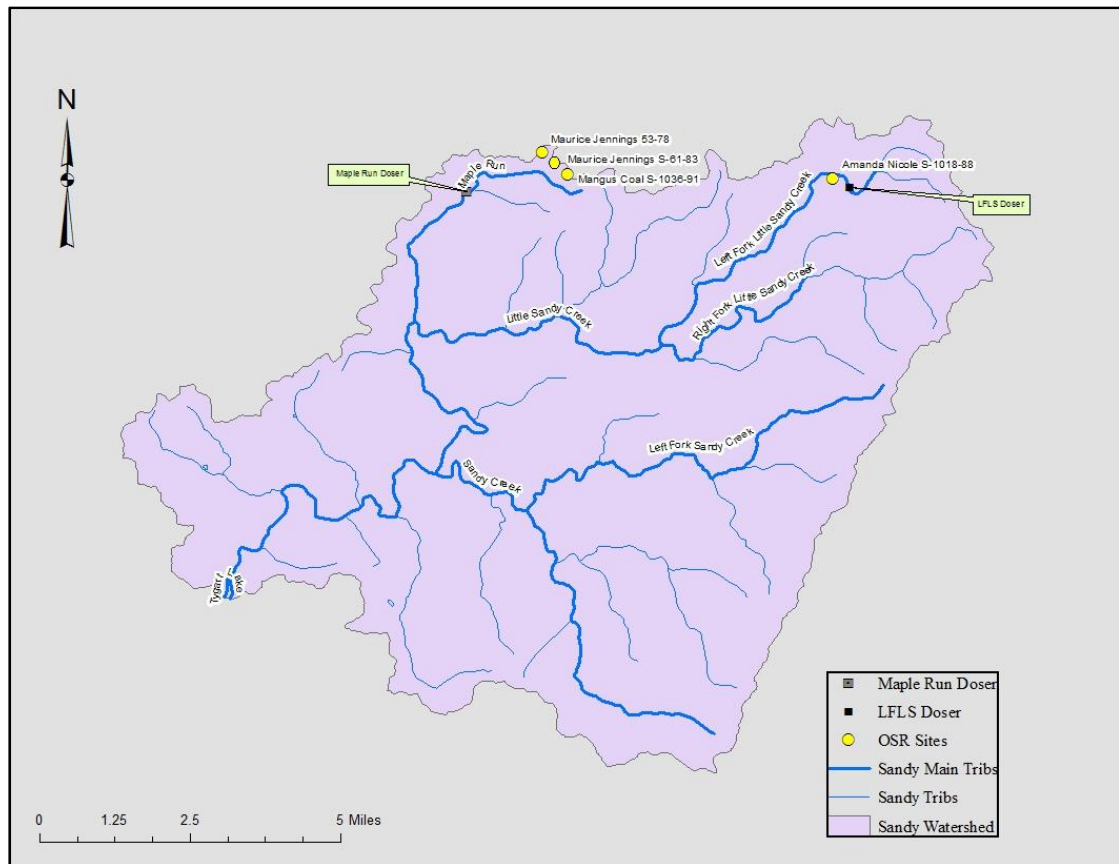 N
Maurice Jennings 53-78
Maurice Jennings S-61-83
Mangus Coal S-1036-91
Maple Run Doser
Maple Run
Amanda Nicole S-1018-88
LFLS Doser
Left Fork Little Sandy Creek
Right Fork Little Sandy Creek
Little Sandy Creek
Left Fork Sandy Creek
Sandy Creek
Tygart Lake
Maple Run Doser
LFLS Doser
OSR Sites
Sandy Main Tribs
Sandy Tribs
Sandy Watershed
0 1.25 2.5 5 Miles